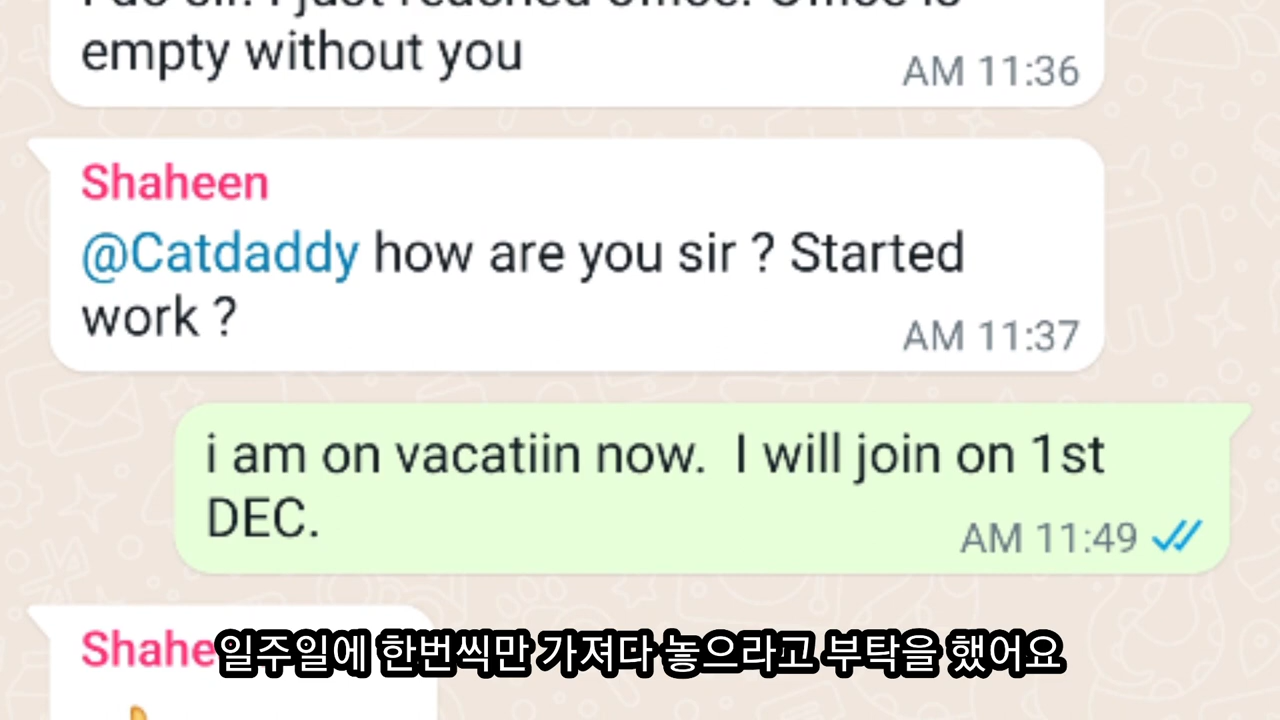 empty without you
AM 11:36
Shaheen
@Catdaddy how are you sir ? Started
work ?
AM 11:37
i am on vacatiin now.  I will join on 1st
DEC.
AM 11:49
일주일에 한번씩만 가져다 놓으라고 부탁을 했어요